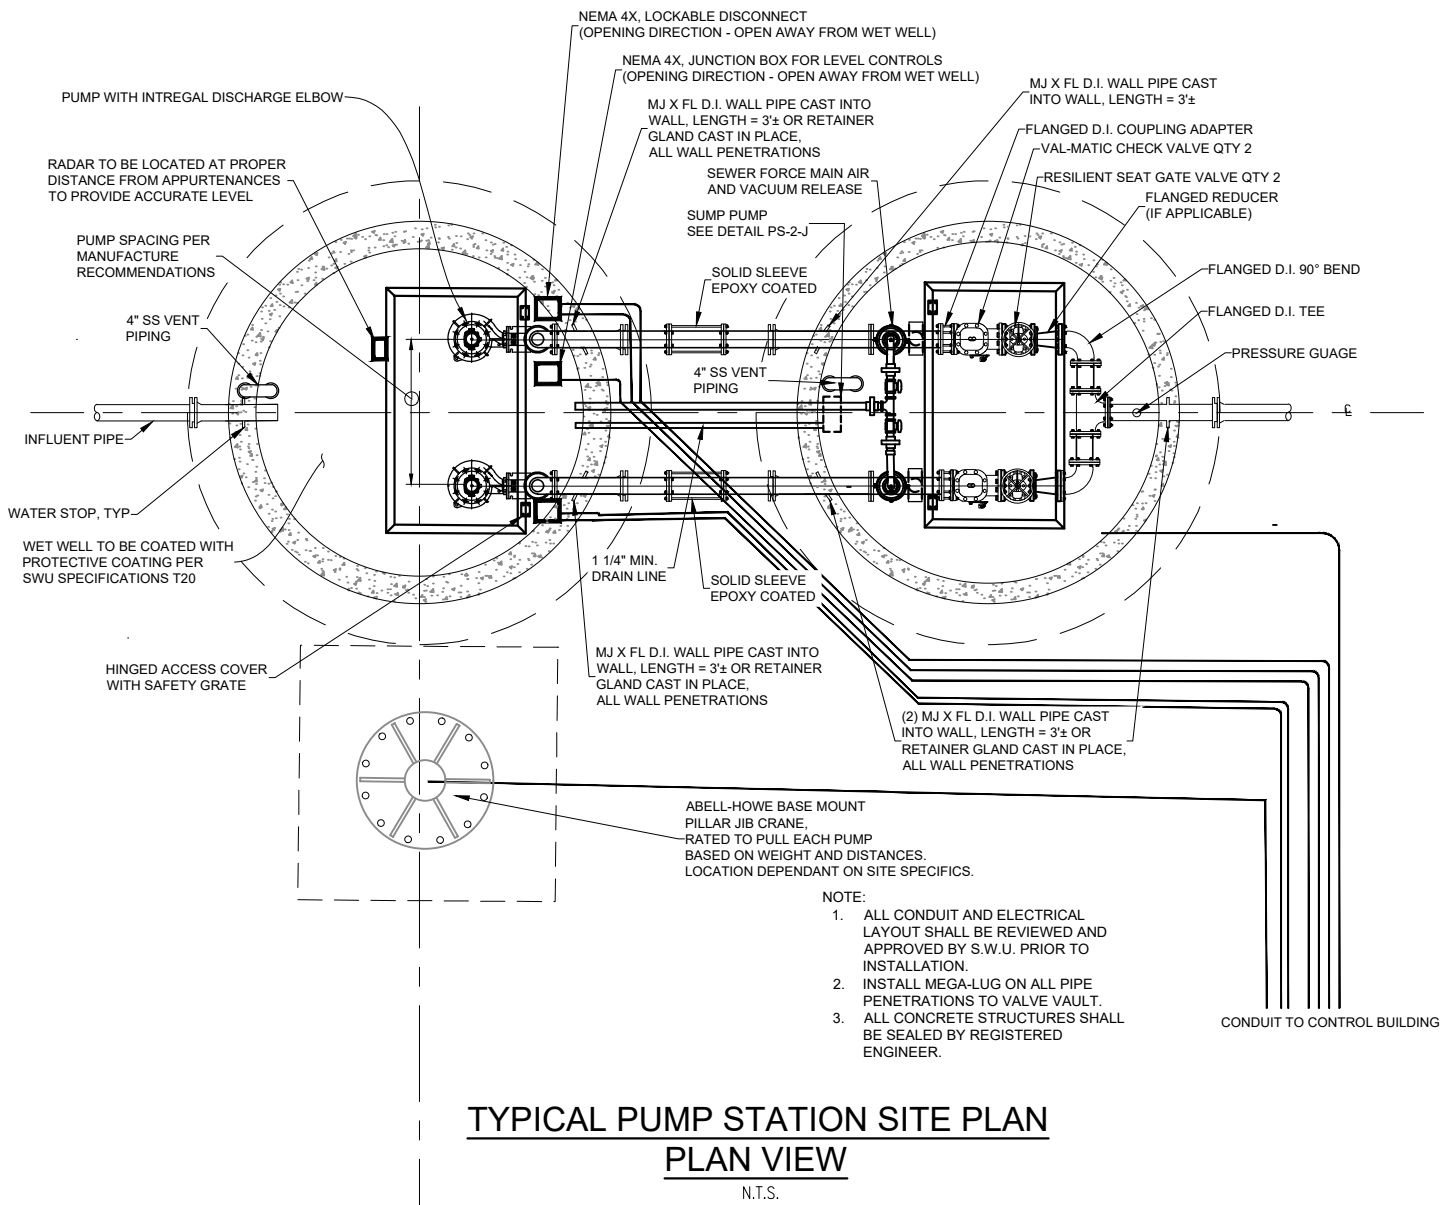 NEMA 4X, LOCKABLE DISCONNECT
(OPENING DIRECTION - OPEN AWAY FROM WET WELL)
NEMA 4X, JUNCTION BOX FOR LEVEL CONTROLS
(OPENING DIRECTION - OPEN AWAY FROM WET WELL)
PUMP WITH INTREGAL DISCHARGE ELBOW
MJ X FL D.I. WALL PIPE CAST INTO
WALL, LENGTH = 3'± OR RETAINER
GLAND CAST IN PLACE,
ALL WALL PENETRATIONS
MJ X FL D.I. WALL PIPE CAST
INTO WALL, LENGTH = 3'±
FLANGED D.I. COUPLING ADAPTER
VAL-MATIC CHECK VALVE QTY 2
RESILIENT SEAT GATE VALVE QTY 2
FLANGED REDUCER
(IF APPLICABLE)
RADAR TO BE LOCATED AT PROPER
DISTANCE FROM APPURTENANCES
TO PROVIDE ACCURATE LEVEL
SEWER FORCE MAIN AIR
AND VACUUM RELEASE
SUMP PUMP
SEE DETAIL PS-2-J
PUMP SPACING PER
MANUFACTURE
RECOMMENDATIONS
SOLID SLEEVE
EPOXY COATED
FLANGED D.I. 90° BEND
FLANGED D.I. TEE
4" SS VENT
PIPING
PRESSURE GUAGE
4" SS VENT
PIPING
INFLUENT PIPE
℄
WATER STOP, TYP
WET WELL TO BE COATED WITH
PROTECTIVE COATING PER
SWU SPECIFICATIONS T20
1 1/4" MIN.
DRAIN LINE
SOLID SLEEVE
EPOXY COATED
HINGED ACCESS COVER
WITH SAFETY GRATE
MJ X FL D.I. WALL PIPE CAST INTO
WALL, LENGTH = 3'± OR RETAINER
GLAND CAST IN PLACE,
ALL WALL PENETRATIONS
(2) MJ X FL D.I. WALL PIPE CAST
INTO WALL, LENGTH = 3'± OR
RETAINER GLAND CAST IN PLACE,
ALL WALL PENETRATIONS
ABELL-HOWE BASE MOUNT
PILLAR JIB CRANE,
RATED TO PULL EACH PUMP
BASED ON WEIGHT AND DISTANCES.
LOCATION DEPENDANT ON SITE SPECIFICS.
NOTE:
1. ALL CONDUIT AND ELECTRICAL
LAYOUT SHALL BE REVIEWED AND
APPROVED BY S.W.U. PRIOR TO
INSTALLATION.
2. INSTALL MEGA-LUG ON ALL PIPE
PENETRATIONS TO VALVE VAULT.
3. ALL CONCRETE STRUCTURES SHALL
BE SEALED BY REGISTERED
ENGINEER.
CONDUIT TO CONTROL BUILDING
TYPICAL PUMP STATION SITE PLAN
PLAN VIEW
N.T.S.